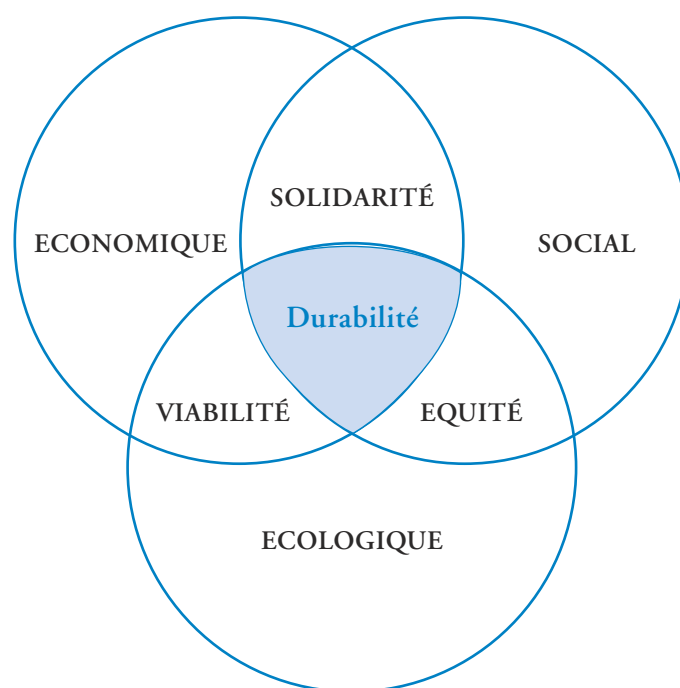 SOLIDARITÉ
ECONOMIQUE
SOCIAL
Durabilité
VIABILITÉ
EQUITÉ
ECOLOGIQUE